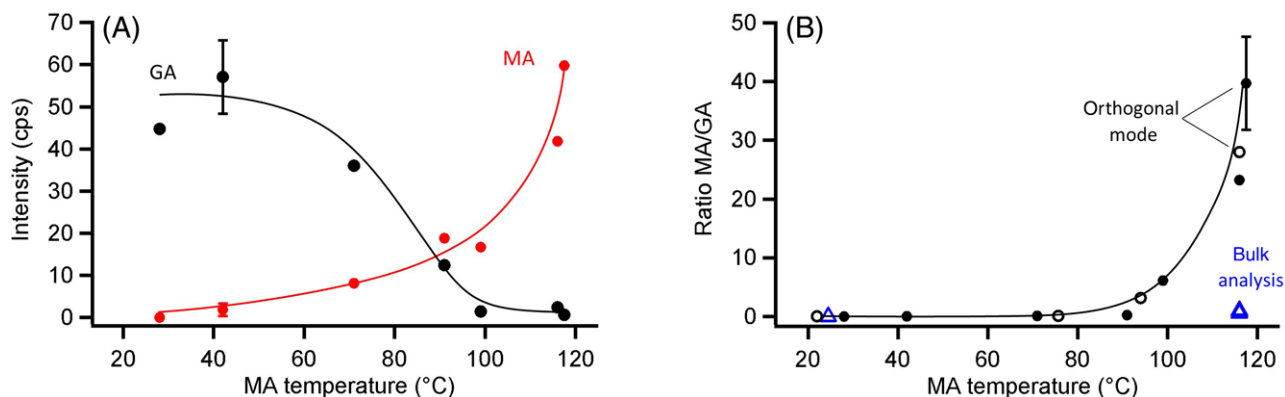 (A)
GA
MA
70
60
50
40
30
20
10
0
Intensity (cps)
20
40
60
80
100
120
MA temperature (°C)
(B)
Orthogonal
mode
Bulk
analysis
50
40
30
20
10
0
Ratio MA/GA
20
40
60
80
100
120
MA temperature (°C)